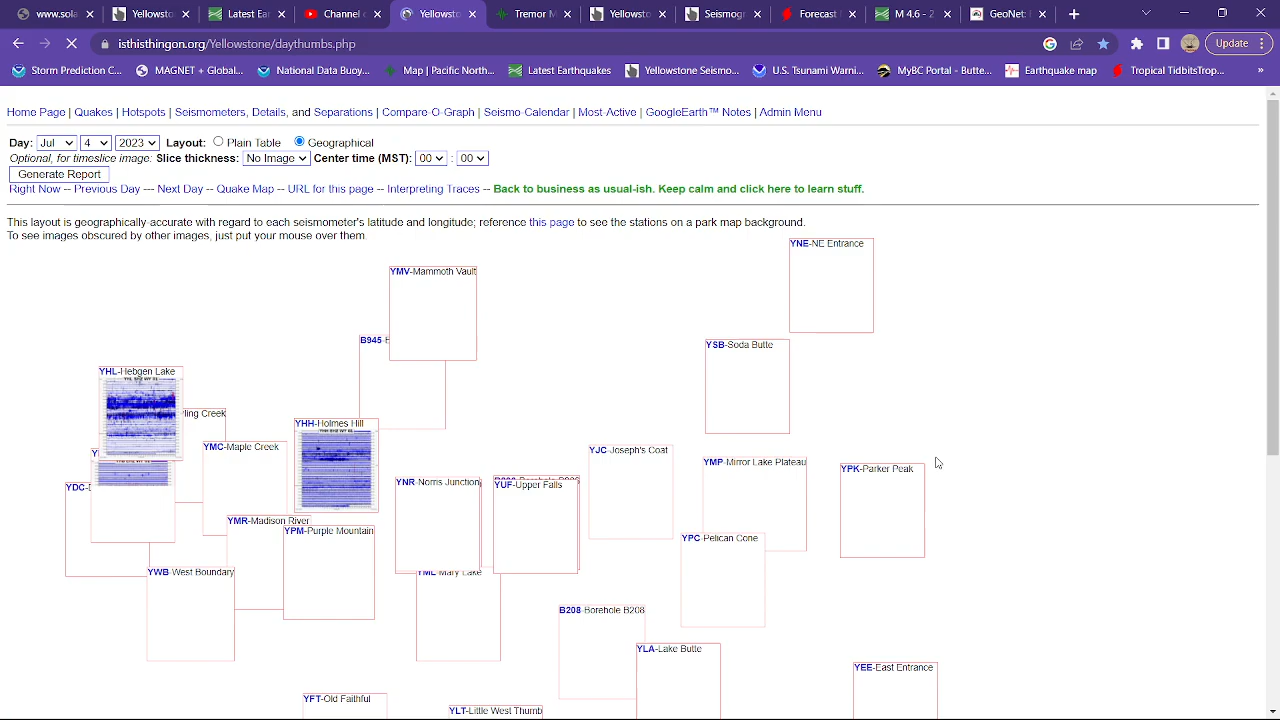 www.sola
Yellowsto
Latest Ear
Channel c
Yellowsto
Tremor M
Yellowsto
Seismogr
Forecast M
M 4.6 - 2
GeoNet: H
isthisthingon.org/Yellowstone/daythumbs.php
Update
Storm Prediction C...
MAGNET + Global...
National Data Buoy...
Map | Pacific North...
Latest Earthquakes
Yellowstone Seismo...
U.S. Tsunami Warni...
MyBC Portal - Butte...
Earthquake map
Tropical TidbitsTrop...
»
Home Page | Quakes | Hotspots | Seismometers, Details, and Separations | Compare-O-Graph | Seismo-Calendar | Most-Active | GoogleEarth™ Notes | Admin Menu
Day: Jul 4 2023 Layout: Plain Table Geographical
Optional, for timeslice image: Slice thickness: No Image Center time (MST): 00 : 00
Generate Report
Right Now -- Previous Day --- Next Day -- Quake Map -- URL for this page -- Interpreting Traces -- Back to business as usual-ish. Keep calm and click here to learn stuff.
This layout is geographically-accurate with regard to each seismometer's latitude and longitude; reference this page to see the stations on a park map background.
To see images obscured by other images, just put your mouse over them.
YNE-NE Entrance
YMV-Mammoth Vault
B945-
YSB-Soda Butte
YHL-Hebgen Lake
YHL
Creek
YHH-Holmes Hill
YHH
YMC-Maple Creek
YJC-Joseph's Coat
YMP-Mirror Lake Plateau
YPK-Parker Peak
YNR-Norris Junction
YUF-Upper Falls
YDC
YMR-Madison River
YPM-Purple Mountain
YPC-Pelican Cone
YWB-West Boundary
YML-Mary Lake
B208-Borehole B208
YLA-Lake Butte
YEE-East Entrance
YFT-Old Faithful
YLT-Little West Thumb